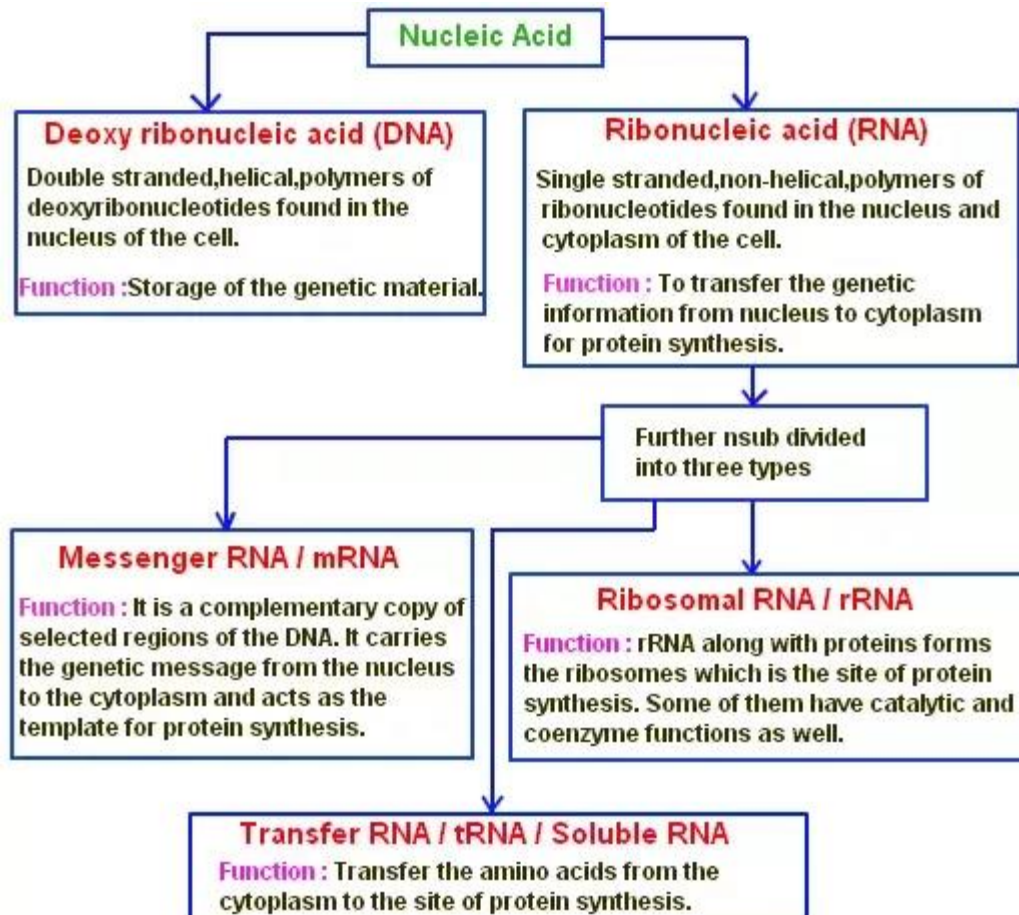 Nucleic Acid
Deoxy ribonucleic acid (DNA)
Double stranded,helical,polymers of
deoxyribonucleotides found in the
nucleus of the cell.
Function :Storage of the genetic material.
Ribonucleic acid (RNA)
Single stranded,non-helical,polymers of
ribonucleotides found in the nucleus and
cytoplasm of the cell.
Function : To transfer the genetic
information from nucleus to cytoplasm
for protein synthesis.
Further nsub divided
into three types
Messenger RNA / mRNA
Function : It is a complementary copy of
selected regions of the DNA. It carries
the genetic message from the nucleus
to the cytoplasm and acts as the
template for protein synthesis.
Ribosomal RNA / rRNA
Function : rRNA along with proteins forms
the ribosomes which is the site of protein
synthesis. Some of them have catalytic and
coenzyme functions as well.
Transfer RNA / tRNA / Soluble RNA
Function : Transfer the amino acids from the
cytoplasm to the site of protein synthesis.